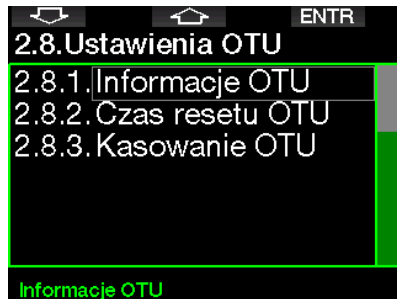 ENTR
2.8.Ustawienia OTU
2.8.1.Informacje OTU
2.8.2.Czas resetu OTU
2.8.3.Kasowanie OTU
Informacje OTU